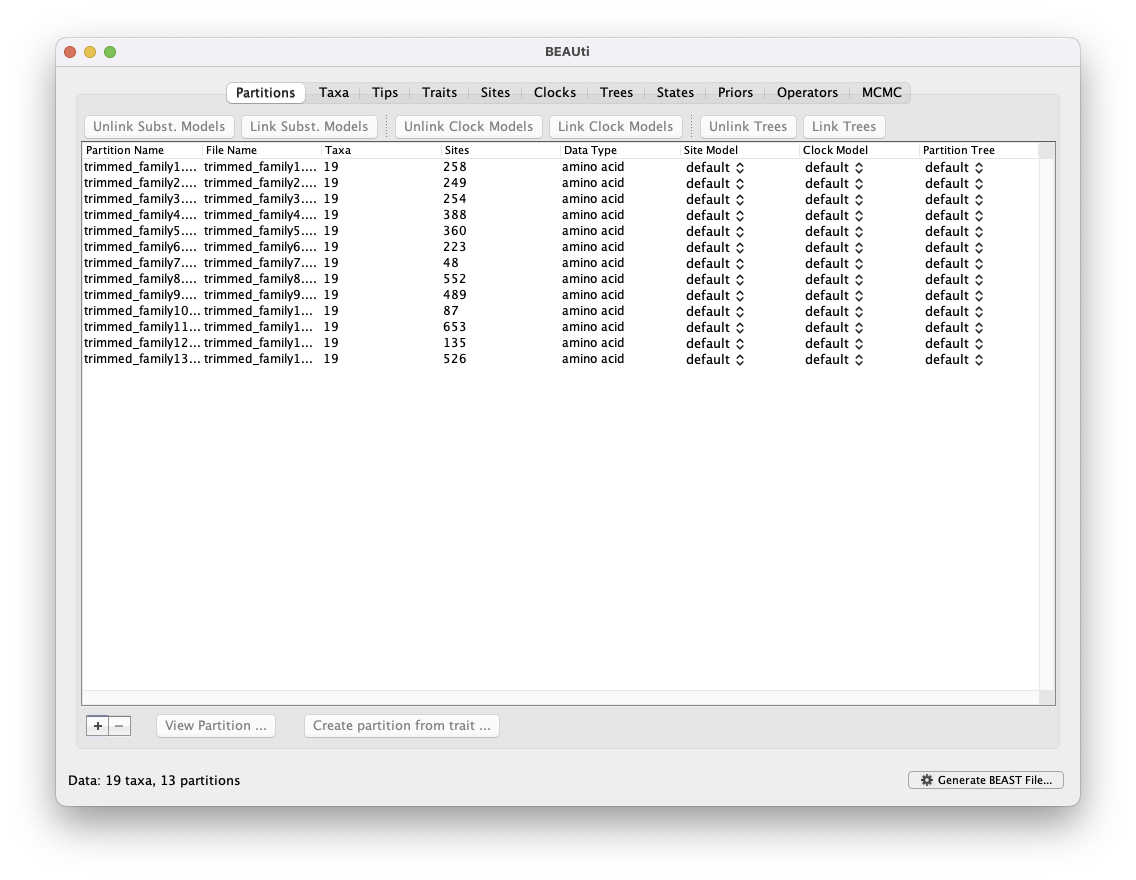 BEAUti
Partitions Taxa Tips Traits Sites Clocks Trees States Priors Operators MCMC
Unlink Subst. Models Link Subst. Models Unlink Clock Models Link Clock Models Unlink Trees Link Trees
Partition Name File Name Taxa Sites Data Type Site Model Clock Model Partition Tree
trimmed_family1.... trimmed_family1.... 19 258 amino acid default default default
trimmed_family2.... trimmed_family2.... 19 249 amino acid default default default
trimmed_family3.... trimmed_family3.... 19 254 amino acid default default default
trimmed_family4.... trimmed_family4.... 19 388 amino acid default default default
trimmed_family5.... trimmed_family5.... 19 360 amino acid default default default
trimmed_family6.... trimmed_family6.... 19 223 amino acid default default default
trimmed_family7.... trimmed_family7.... 19 48 amino acid default default default
trimmed_family8.... trimmed_family8.... 19 552 amino acid default default default
trimmed_family9.... trimmed_family9.... 19 489 amino acid default default default
trimmed_family10... trimmed_family1... 19 87 amino acid default default default
trimmed_family11... trimmed_family1... 19 653 amino acid default default default
trimmed_family12... trimmed_family1... 19 135 amino acid default default default
trimmed_family13... trimmed_family1... 19 526 amino acid default default default
+ − View Partition ... Create partition from trait ...
Data: 19 taxa, 13 partitions Generate BEAST File...